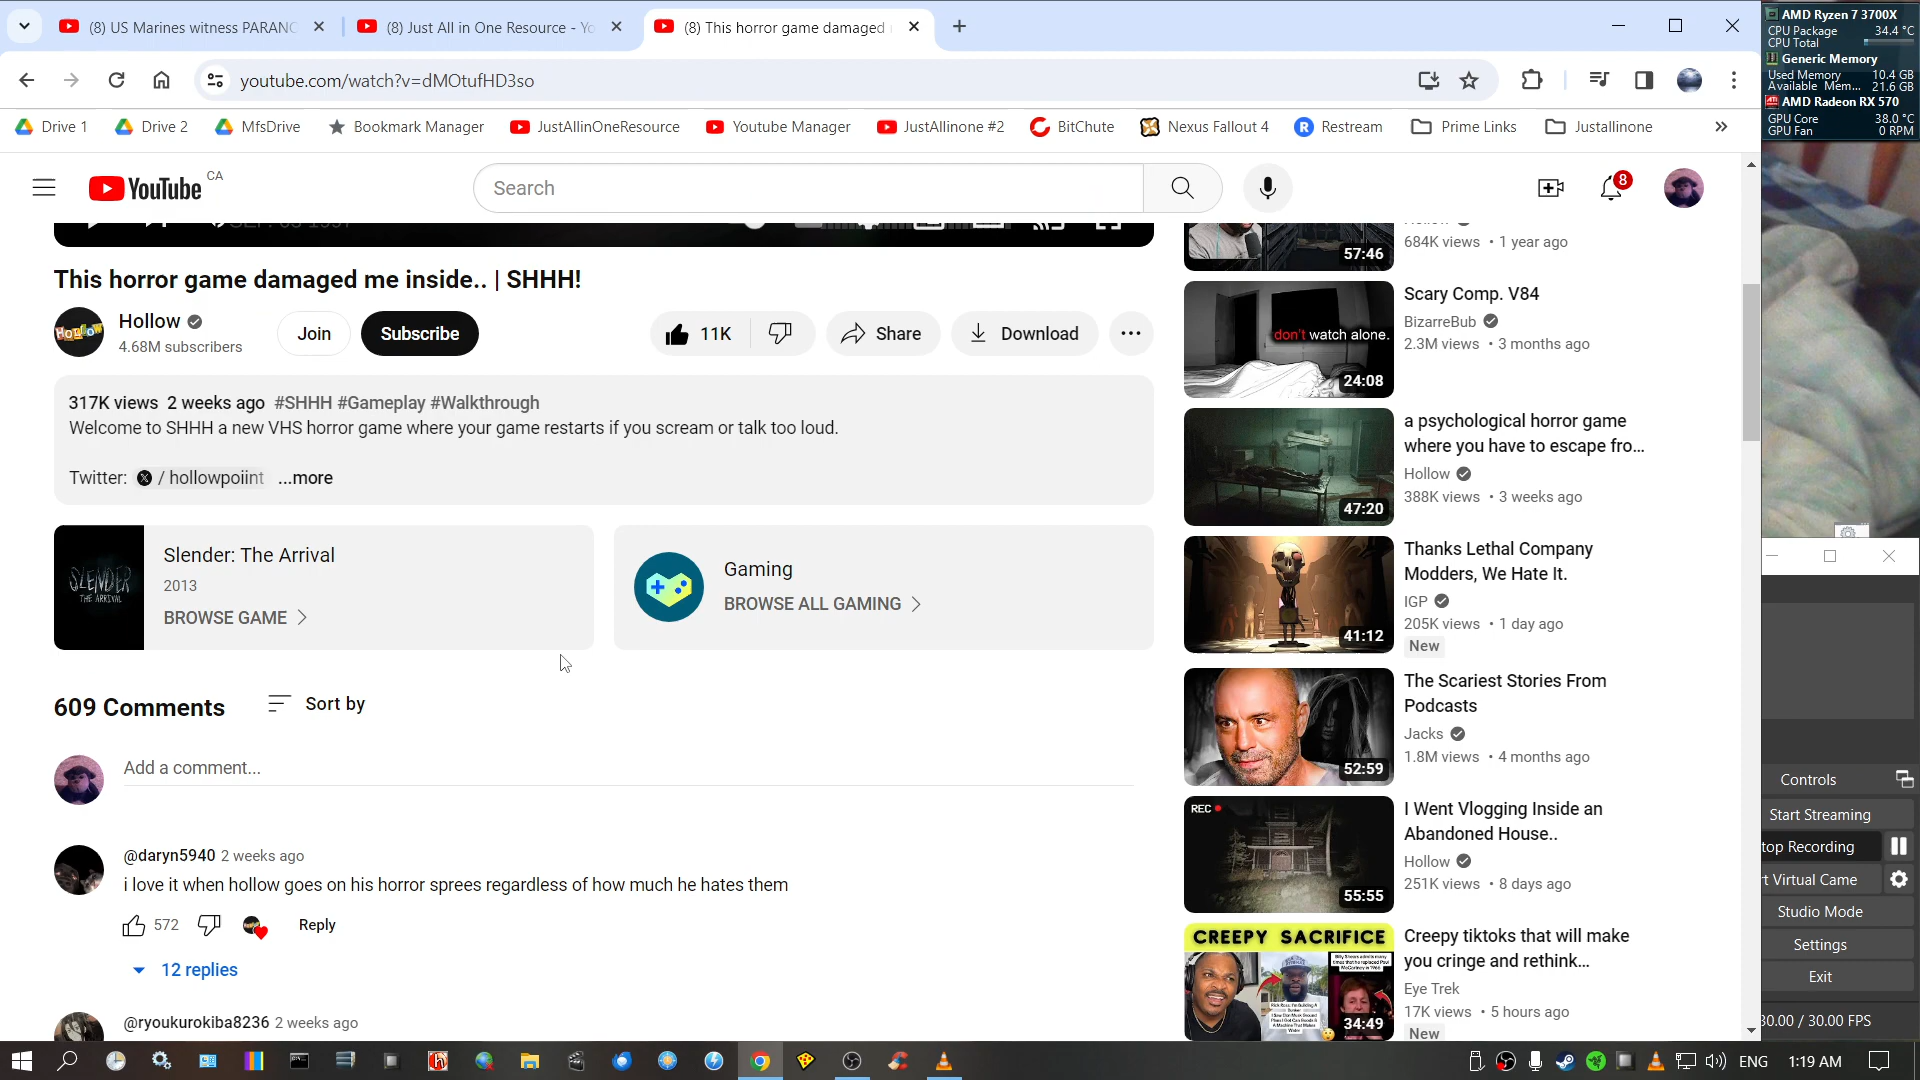 (8) US Marines witness PARANO
(8) Just All in One Resource - Yo
(8) This horror game damaged
youtube.com/watch?v=dMOtufHD3so
Drive 1
Drive 2
MfsDrive
Bookmark Manager
JustAllinOneResource
Youtube Manager
JustAllinone #2
BitChute
Nexus Fallout 4
Restream
Prime Links
Justallinone
YouTube CA
Search
8
This horror game damaged me inside.. | SHHH!
Hollow
4.68M subscribers
Join
Subscribe
11K
Share
Download
317K views 2 weeks ago #SHHH #Gameplay #Walkthrough
Welcome to SHHH a new VHS horror game where your game restarts if you scream or talk too loud.
Twitter: / hollowpoiint ...more
SLENDER
THE ARRIVAL
Slender: The Arrival
2013
BROWSE GAME
Gaming
BROWSE ALL GAMING
609 Comments
Sort by
Add a comment...
@daryn5940 2 weeks ago
i love it when hollow goes on his horror sprees regardless of how much he hates them
572
Reply
12 replies
@ryoukurokiba8236 2 weeks ago
57:46
684K views • 1 year ago
don't watch alone.
24:08
Scary Comp. V84
BizarreBub
2.3M views • 3 months ago
47:20
a psychological horror game
where you have to escape fro...
Hollow
388K views • 3 weeks ago
41:12
Thanks Lethal Company
Modders, We Hate It.
IGP
205K views • 1 day ago
New
52:59
The Scariest Stories From
Podcasts
Jacks
1.8M views • 4 months ago
REC
55:55
I Went Vlogging Inside an
Abandoned House..
Hollow
251K views • 8 days ago
CREEPY SACRIFICE
34:49
Creepy tiktoks that will make
you cringe and rethink...
Eye Trek
17K views • 5 hours ago
New
AMD Ryzen 7 3700X
CPU Package 34.4 °C
CPU Total
Generic Memory
Used Memory 10.4 GB
Available Mem... 21.6 GB
AMD Radeon RX 570
GPU Core 38.0 °C
GPU Fan 0 RPM
Controls
Start Streaming
top Recording
rt Virtual Came
Studio Mode
Settings
Exit
30.00 / 30.00 FPS
ENG
1:19 AM